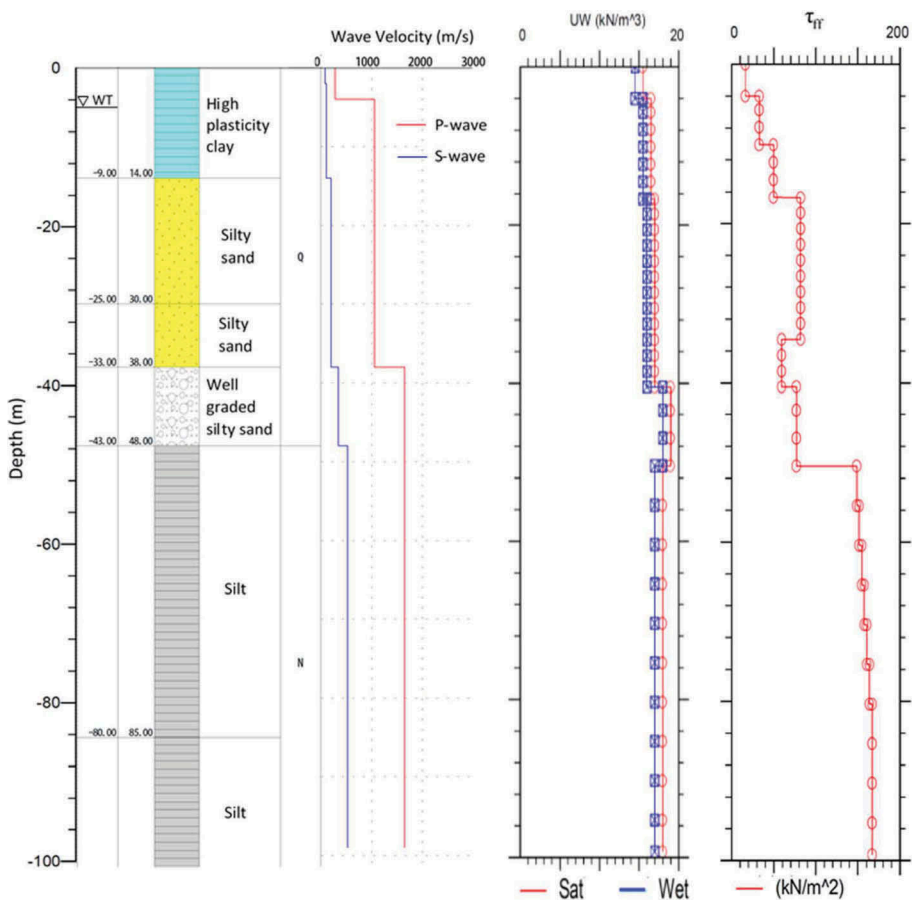 Wave Velocity (m/s)
0 1000 2000 3000
UW (kN/m^3)
0 20
τff
0 200
0
-20
-40
-60
-80
-100
Depth (m)
WT
High
plasticity
clay
-9.00 14.00
Silty
sand
Q
-25.00 30.00
Silty
sand
-33.00 38.00
Well
graded
silty sand
-43.00 48.00
Silt
N
-80.00 85.00
Silt
P-wave
S-wave
Sat Wet
(kN/m^2)